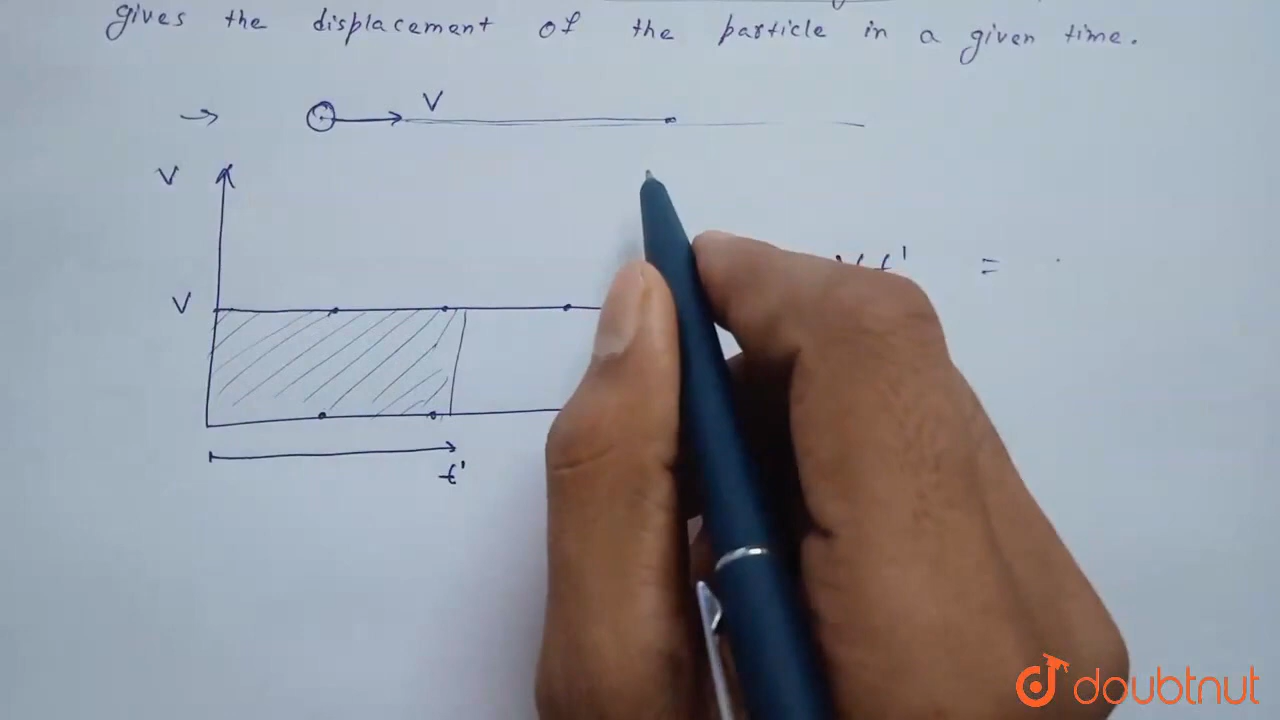 gives the displacement of the particle in a given time.
V
V
V
t' =
t'
doubtnut